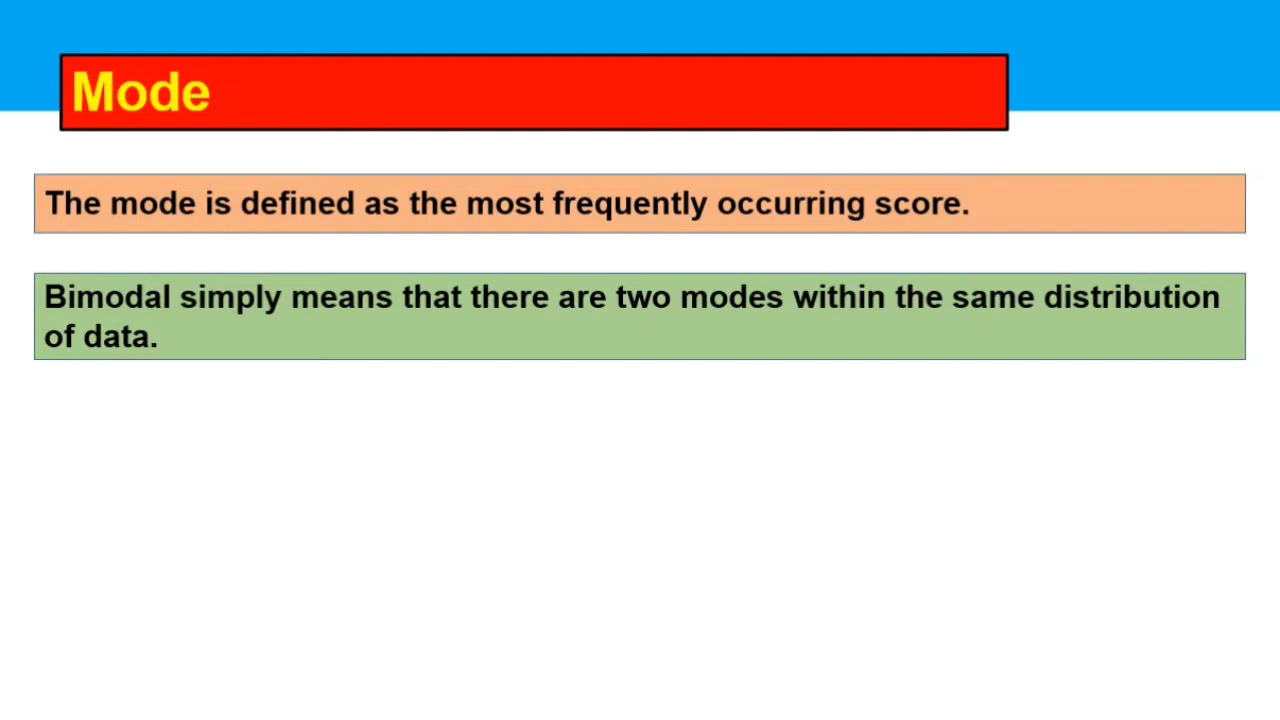 Mode
The mode is defined as the most frequently occurring score.
Bimodal simply means that there are two modes within the same distribution
of data.